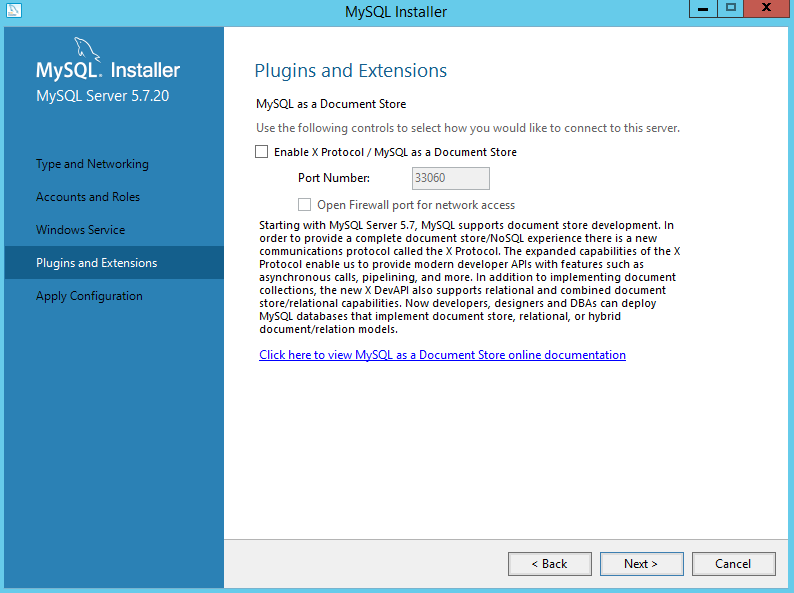 MySQL Installer
MySQL® Installer
MySQL Server 5.7.20
Type and Networking
Accounts and Roles
Windows Service
Plugins and Extensions
Apply Configuration
Plugins and Extensions
MySQL as a Document Store
Use the following controls to select how you would like to connect to this server.
Enable X Protocol / MySQL as a Document Store
Port Number: 33060
Open Firewall port for network access
Starting with MySQL Server 5.7, MySQL supports document store development. In
order to provide a complete document store/NoSQL experience there is a new
communications protocol called the X Protocol. The expanded capabilities of the X
Protocol enable us to provide modern developer APIs with features such as
asynchronous calls, pipelining, and more. In addition to implementing document
collections, the new X DevAPI also supports relational and combined document
store/relational capabilities. Now developers, designers and DBAs can deploy
MySQL databases that implement document store, relational, or hybrid
document/relation models.
Click here to view MySQL as a Document Store online documentation
< Back Next > Cancel